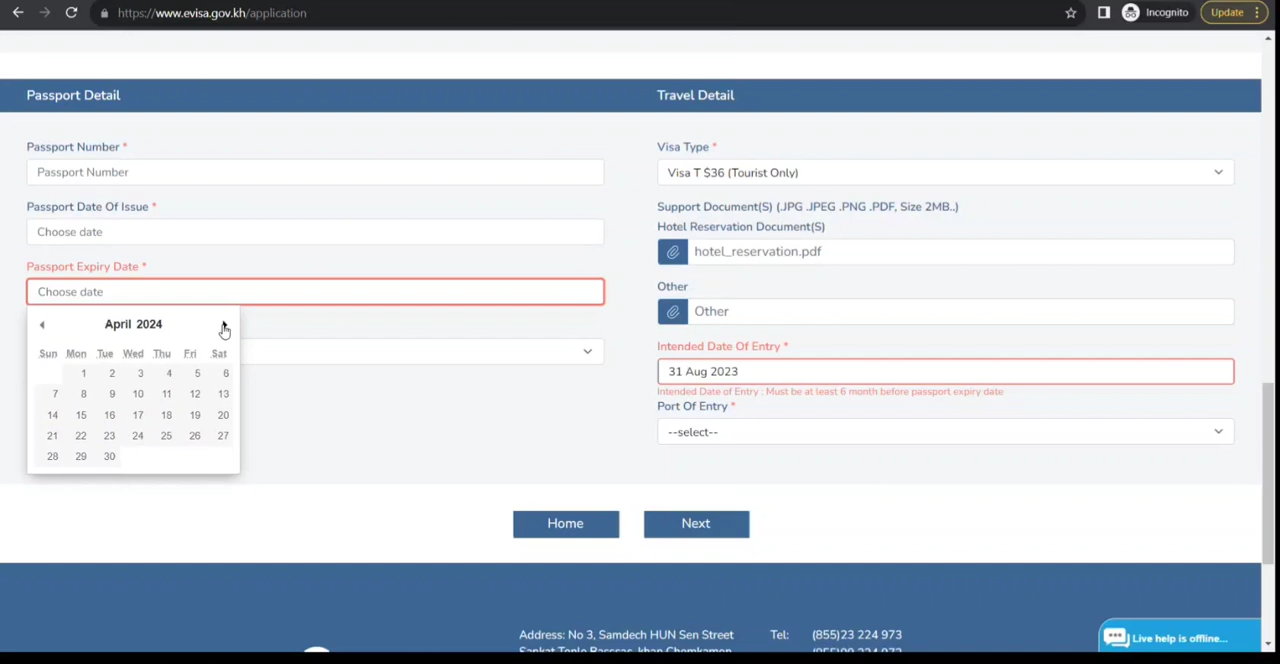 https://www.evisa.gov.kh/application
Incognito
Update
Passport Detail
Travel Detail
Passport Number *
Passport Number
Passport Date Of Issue *
Choose date
Passport Expiry Date *
Choose date
April 2024
Sun Mon Tue Wed Thu Fri Sat
1 2 3 4 5 6
7 8 9 10 11 12 13
14 15 16 17 18 19 20
21 22 23 24 25 26 27
28 29 30
Visa Type *
Visa T $36 (Tourist Only)
Support Document(S) (.JPG .JPEG .PNG .PDF, Size 2MB..)
Hotel Reservation Document(S)
hotel_reservation.pdf
Other
Other
Intended Date Of Entry *
31 Aug 2023
Intended Date of Entry : Must be at least 6 month before passport expiry date
Port Of Entry *
--select--
Home
Next
Address: No 3, Samdech HUN Sen Street
Tel: (855)23 224 973
Live help is offline...